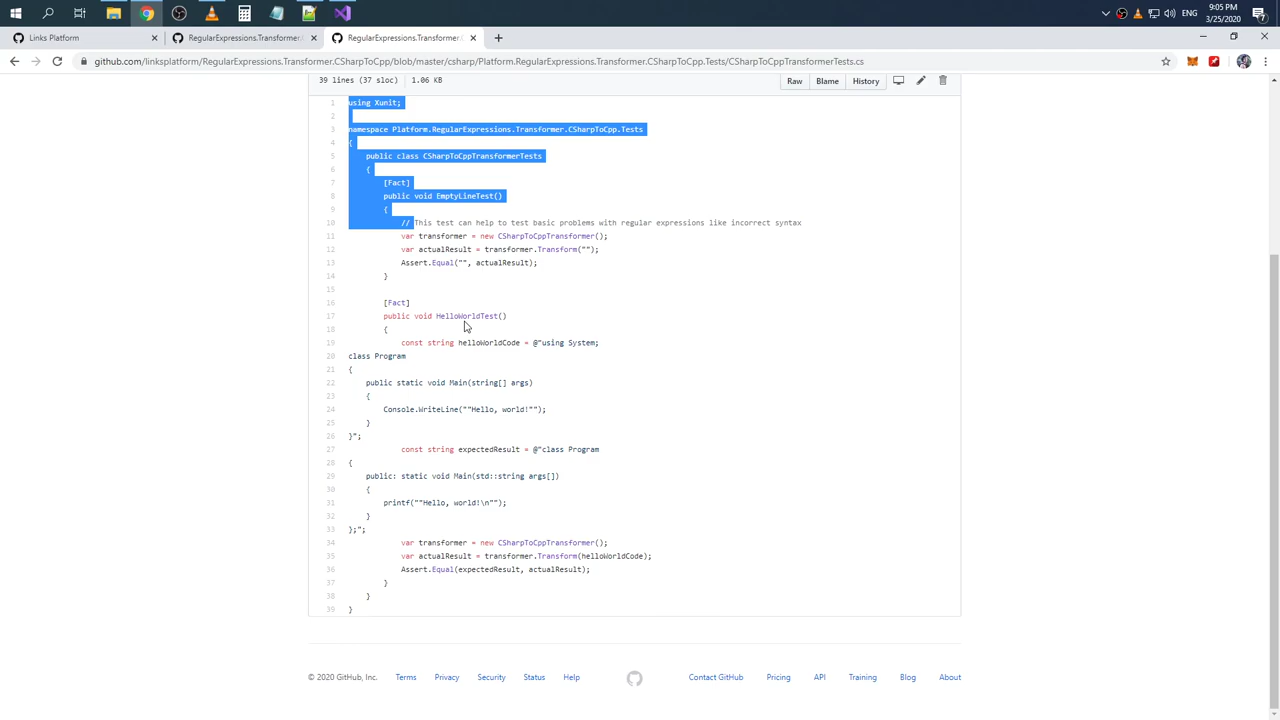 9:05 PM
ENG
3/25/2020
Links Platform
RegularExpressions.Transformer.C
RegularExpressions.Transformer.C
github.com/linksplatform/RegularExpressions.Transformer.CSharpToCpp/blob/master/csharp/Platform.RegularExpressions.Transformer.CSharpToCpp.Tests/CSharpToCppTransformerTests.cs
39 lines (37 sloc) 1.06 KB
Raw Blame History
1 using Xunit;
2
3 namespace Platform.RegularExpressions.Transformer.CSharpToCpp.Tests
4 {
5 public class CSharpToCppTransformerTests
6 {
7 [Fact]
8 public void EmptyLineTest()
9 {
10 // This test can help to test basic problems with regular expressions like incorrect syntax
11 var transformer = new CSharpToCppTransformer();
12 var actualResult = transformer.Transform("");
13 Assert.Equal("", actualResult);
14 }
15
16 [Fact]
17 public void HelloWorldTest()
18 {
19 const string helloWorldCode = @"using System;
20 class Program
21 {
22 public static void Main(string[] args)
23 {
24 Console.WriteLine(""Hello, world!"");
25 }
26 }";
27 const string expectedResult = @"class Program
28 {
29 public: static void Main(std::string args[])
30 {
31 printf(""Hello, world!\n"");
32 }
33 };";
34 var transformer = new CSharpToCppTransformer();
35 var actualResult = transformer.Transform(helloWorldCode);
36 Assert.Equal(expectedResult, actualResult);
37 }
38 }
39 }
© 2020 GitHub, Inc. Terms Privacy Security Status Help Contact GitHub Pricing API Training Blog About